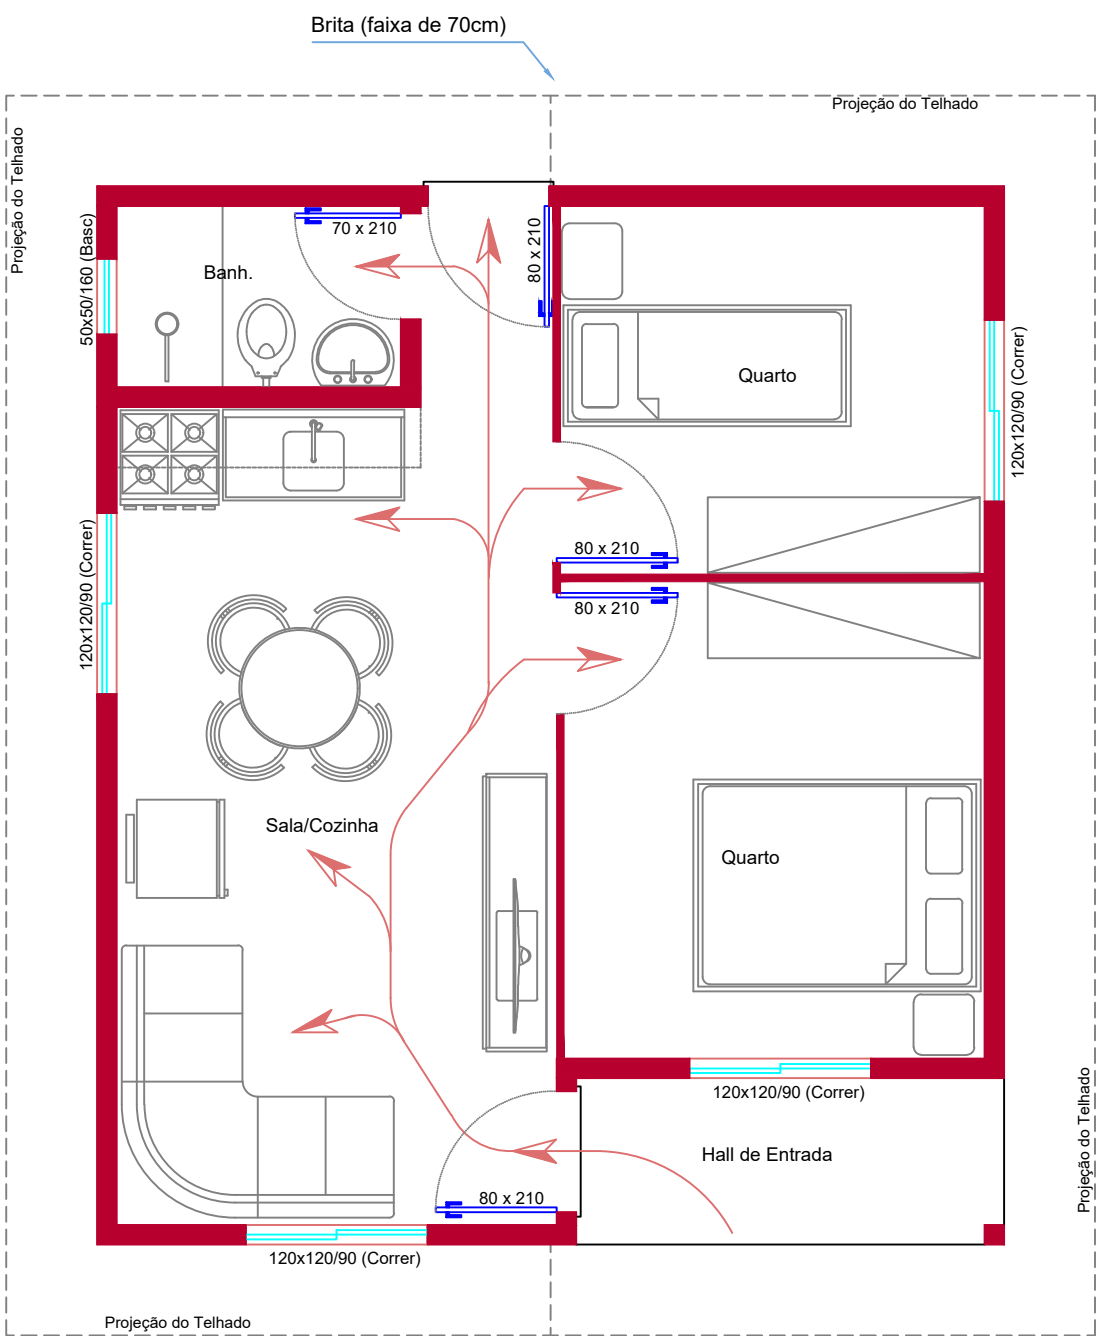 Brita (faixa de 70cm)
Projeção do Telhado
Projeção do Telhado
50x50/160 (Basc)
70 x 210
80 x 210
Banh.
Quarto
120x120/90 (Correr)
120x120/90 (Correr)
80 x 210
80 x 210
Sala/Cozinha
Quarto
120x120/90 (Correr)
Projeção do Telhado
Hall de Entrada
80 x 210
120x120/90 (Correr)
Projeção do Telhado